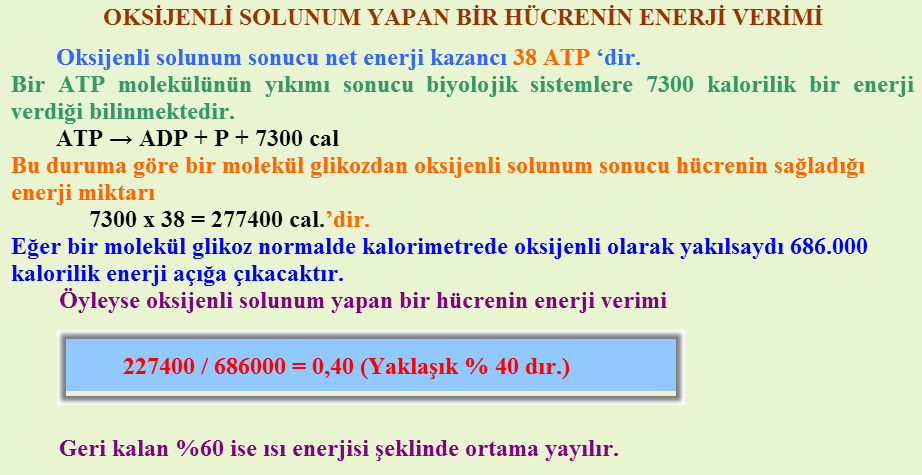 OKSİJENLİ SOLUNUM YAPAN BİR HÜCRENİN ENERJİ VERİMİ
Oksijenli solunum sonucu net enerji kazancı 38 ATP ‘dir.
Bir ATP molekülünün yıkımı sonucu biyolojik sistemlere 7300 kalorilik bir enerji
verdiği bilinmektedir.
ATP → ADP + P + 7300 cal
Bu duruma göre bir molekül glikozdan oksijenli solunum sonucu hücrenin sağladığı
enerji miktarı
7300 x 38 = 277400 cal.’dir.
Eğer bir molekül glikoz normalde kalorimetrede oksijenli olarak yakılsaydı 686.000
kalorilik enerji açığa çıkacaktır.
Öyleyse oksijenli solunum yapan bir hücrenin enerji verimi
227400 / 686000 = 0,40 (Yaklaşık % 40 dır.)
Geri kalan %60 ise ısı enerjisi şeklinde ortama yayılır.